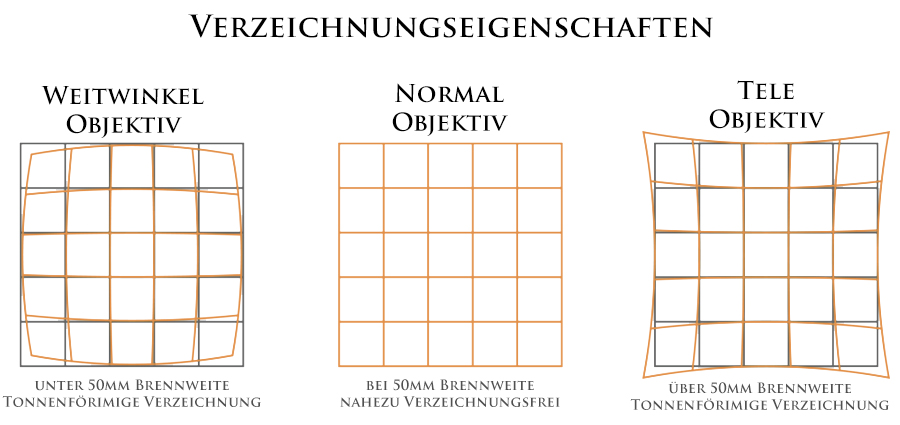 Verzeichnungseigenschaften
Weitwinkel
Objektiv
Normal
Objektiv
Tele
Objektiv
unter 50mm Brennweite
Tonnenförimige Verzeichnung
bei 50mm Brennweite
nahezu Verzeichnungsfrei
über 50mm Brennweite
Tonnenförimige Verzeichnung